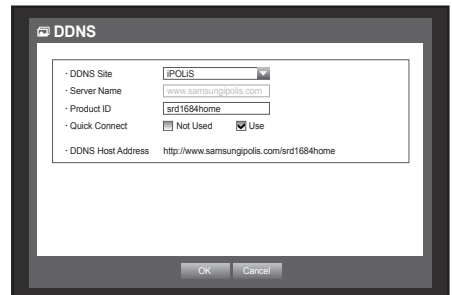 DDNS
· DDNS Site iPOLiS
· Server Name www.samsungipolis.com
· Product ID srd1684home
· Quick Connect Not Used Use
· DDNS Host Address http://www.samsungipolis.com/srd1684home
OK Cancel